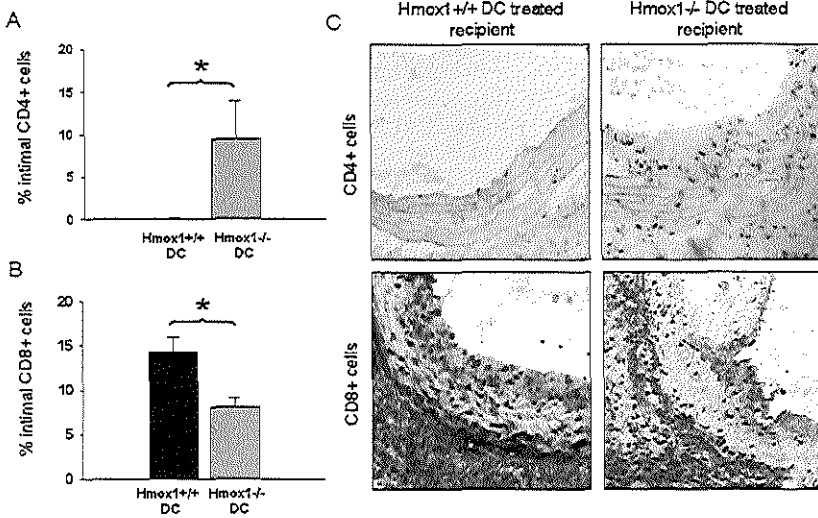 A
% intimal CD4+ cells
20
15
10
5
0
*
Hmox1+/+
DC
Hmox1-/-
DC
B
% intimal CD8+ cells
20
15
10
5
0
*
Hmox1+/+
DC
Hmox1-/-
DC
C
Hmox1+/+ DC treated
recipient
Hmox1-/- DC treated
recipient
CD4+ cells
CD8+ cells